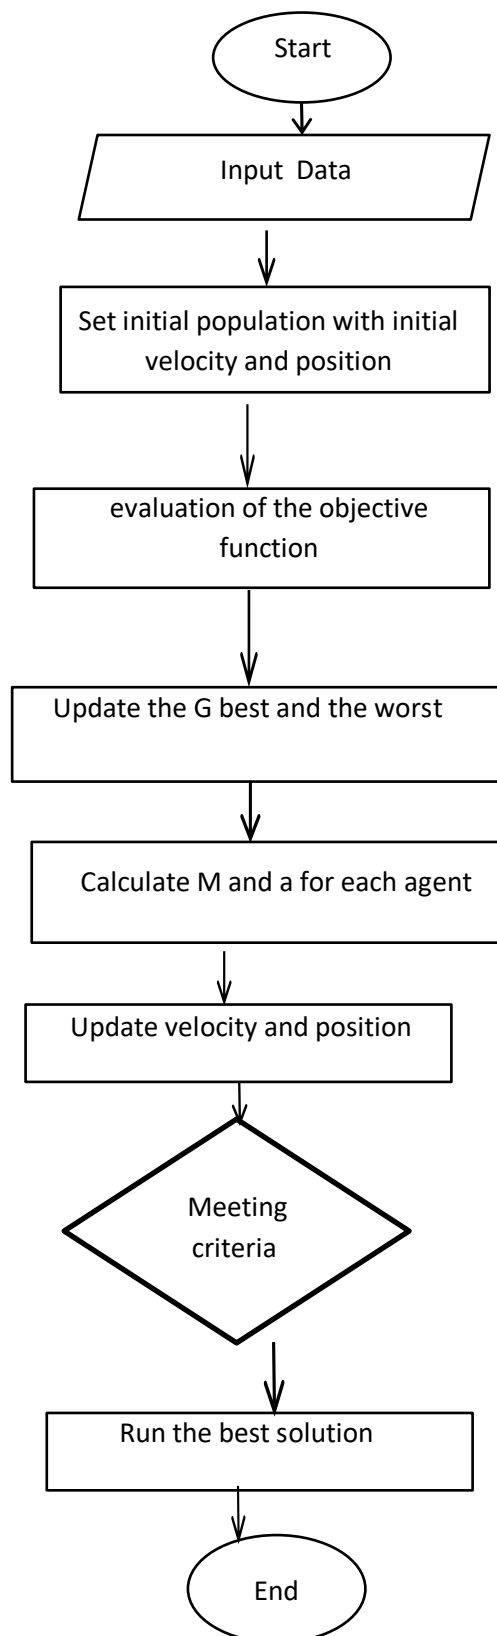 Start
Input Data
Set initial population with initial
velocity and position
evaluation of the objective
function
Update the G best and the worst
Calculate M and a for each agent
Update velocity and position
Meeting
criteria
Run the best solution
End